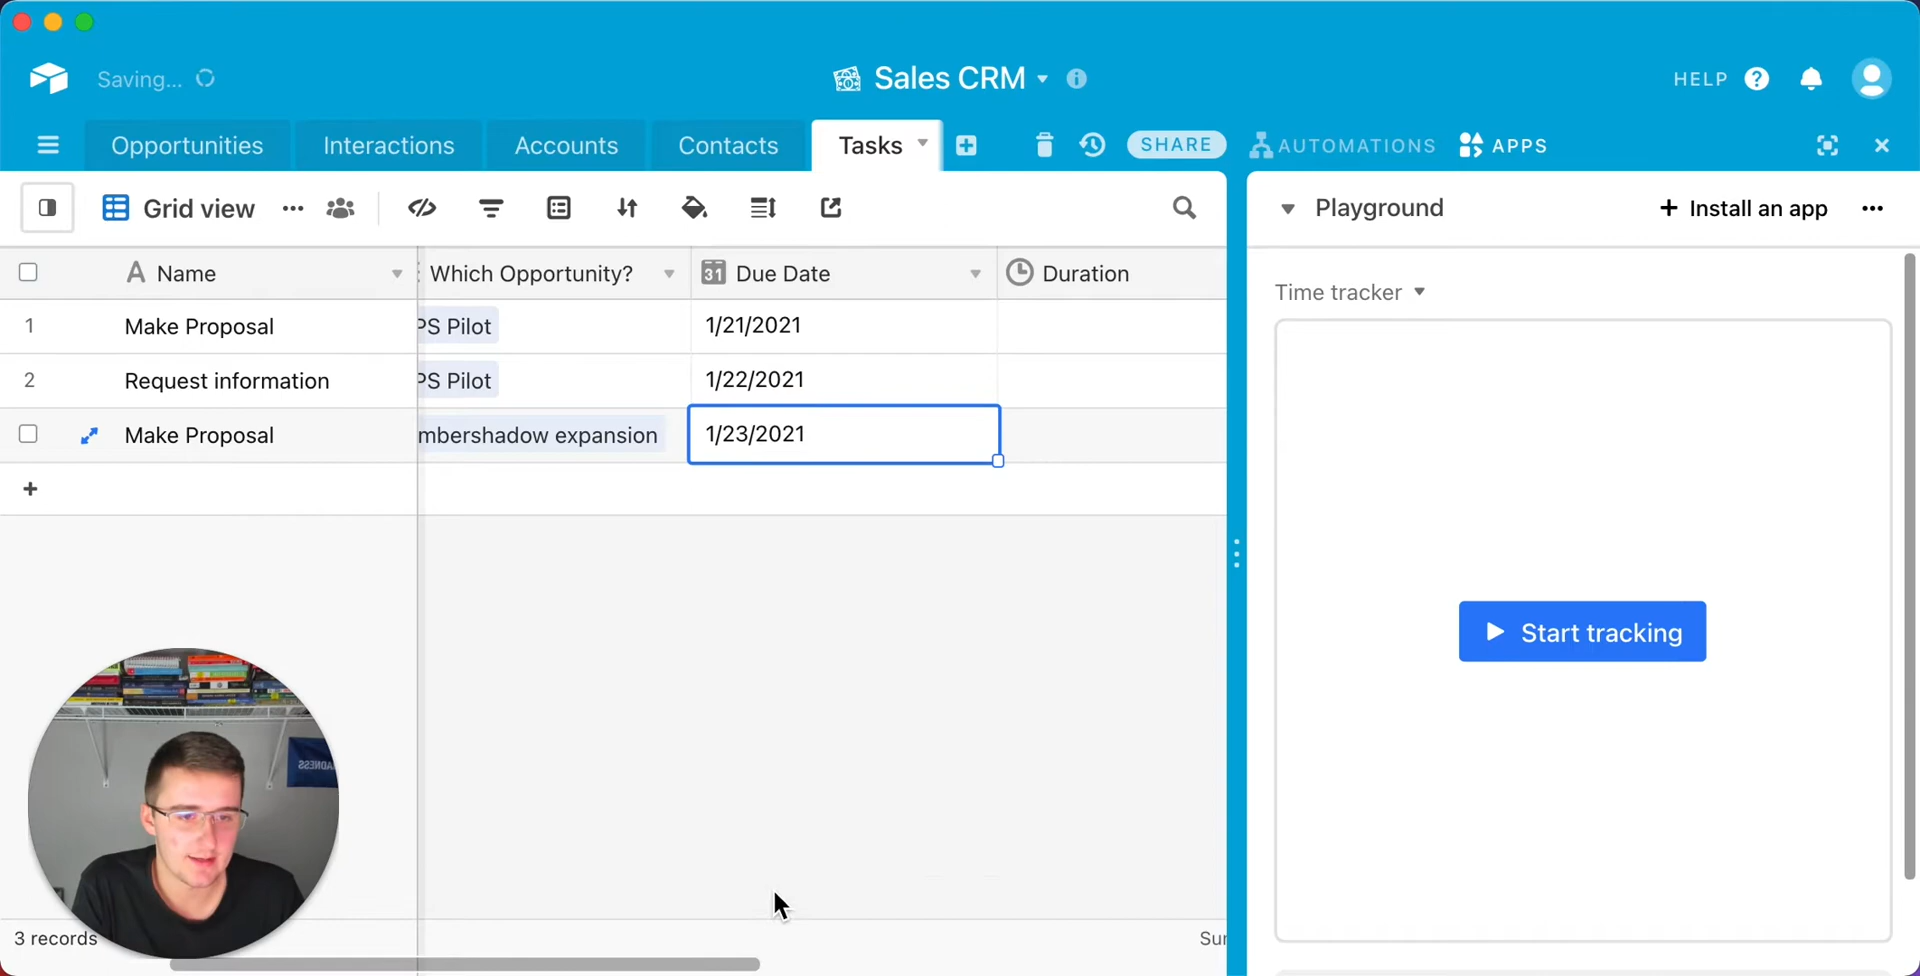 Saving...
Sales CRM
HELP
Opportunities
Interactions
Accounts
Contacts
Tasks
SHARE
AUTOMATIONS
APPS
Grid view
Playground
+ Install an app
Name
Which Opportunity?
31 Due Date
Duration
Time tracker
1 Make Proposal PS Pilot 1/21/2021
2 Request information PS Pilot 1/22/2021
Make Proposal mbershadow expansion 1/23/2021
+
Start tracking
3 records
Sur